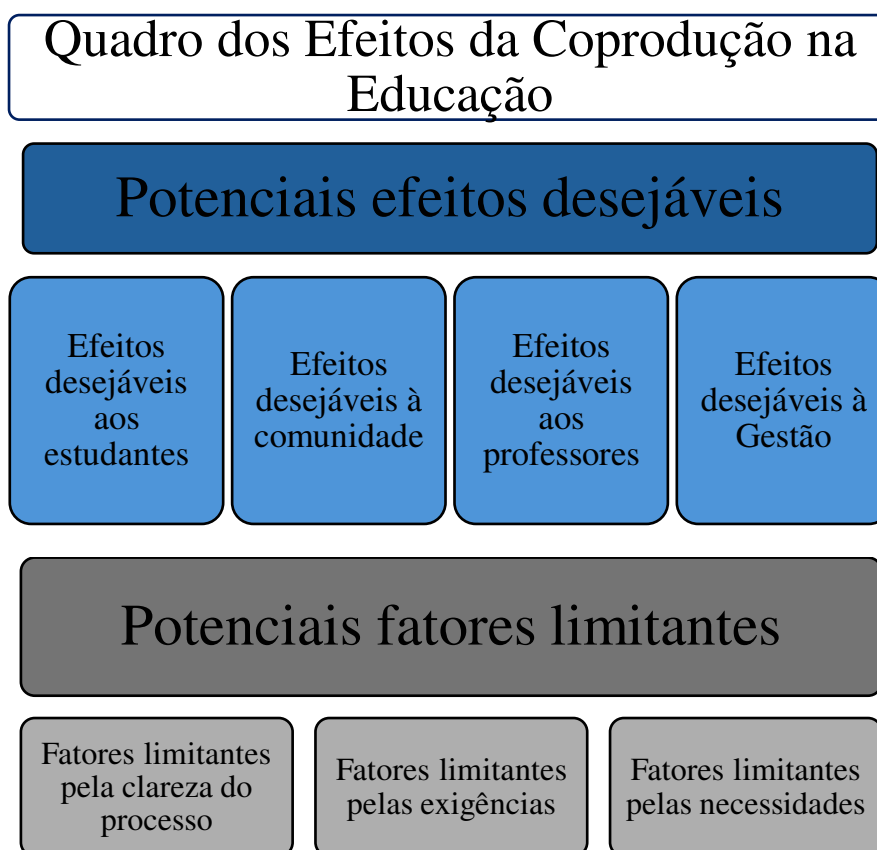 Quadro dos Efeitos da Coprodução na
Educação
Potenciais efeitos desejáveis
Efeitos
desejáveis
aos
estudantes
Efeitos
desejáveis à
comunidade
Efeitos
desejáveis
aos
professores
Efeitos
desejáveis à
Gestão
Potenciais fatores limitantes
Fatores limitantes
pela clareza do
processo
Fatores limitantes
pelas exigências
Fatores limitantes
pelas necessidades